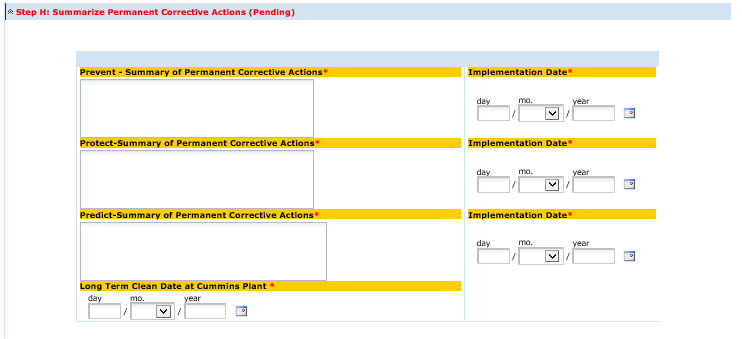 Step H: Summarize Permanent Corrective Actions (Pending)
Prevent - Summary of Permanent Corrective Actions* Implementation Date*
day mo. year
/ /
Protect-Summary of Permanent Corrective Actions* Implementation Date*
day mo. year
/ /
Predict-Summary of Permanent Corrective Actions* Implementation Date*
day mo. year
/ /
Long Term Clean Date at Cummins Plant *
day mo. year
/ /